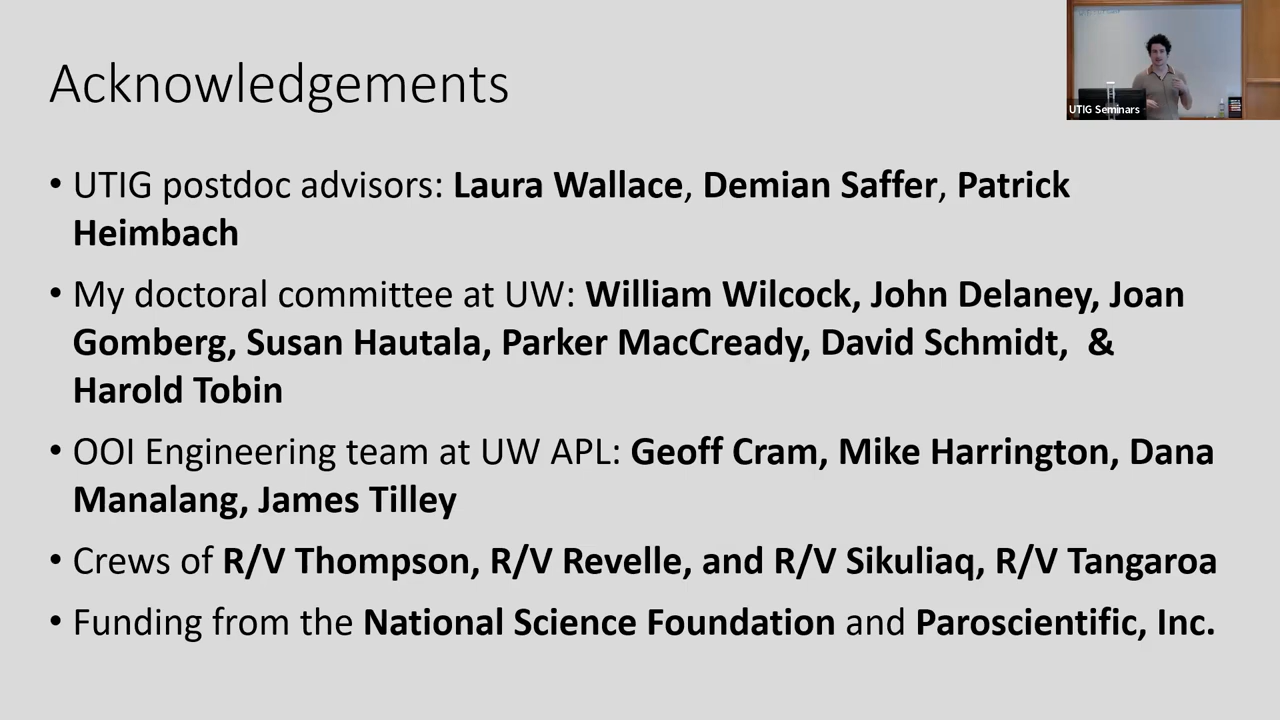 Acknowledgements
UTIG Seminars
• UTIG postdoc advisors: Laura Wallace, Demian Saffer, Patrick
Heimbach
• My doctoral committee at UW: William Wilcock, John Delaney, Joan
Gomberg, Susan Hautala, Parker MacCready, David Schmidt, &
Harold Tobin
• OOI Engineering team at UW APL: Geoff Cram, Mike Harrington, Dana
Manalang, James Tilley
• Crews of R/V Thompson, R/V Revelle, and R/V Sikuliaq, R/V Tangaroa
• Funding from the National Science Foundation and Paroscientific, Inc.